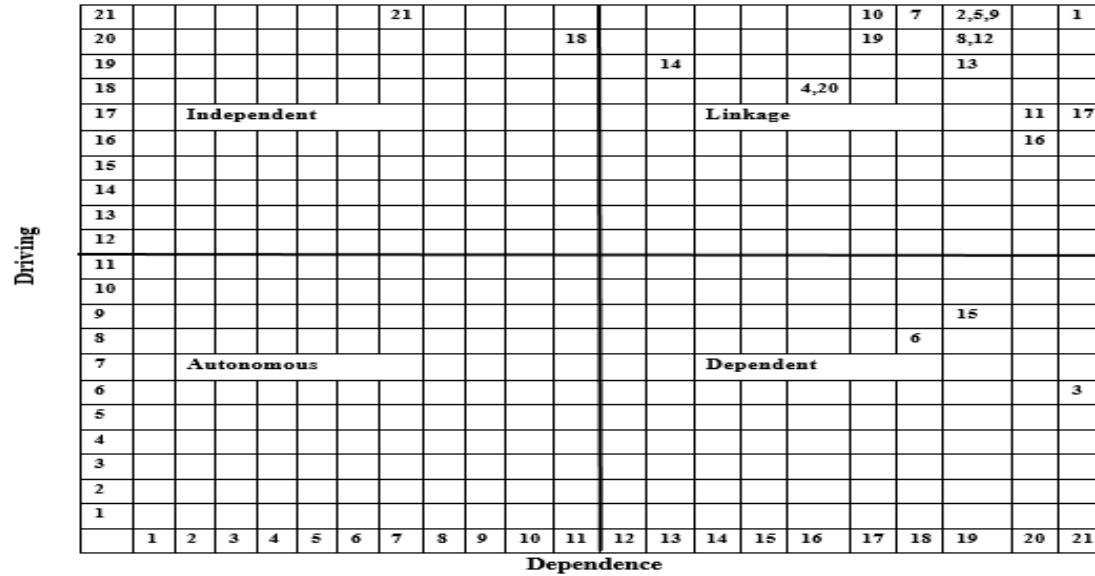 21 21 10 7 2,5,9 1
20 18 19 8,12
19 14 13
18 4,20
17 Independent Linkage 11 17
16 16
15
14
13
12
Driving
11
10
9 15
8 6
7 Autonomous Dependent
6 3
5
4
3
2
1
1 2 3 4 5 6 7 8 9 10 11 12 13 14 15 16 17 18 19 20 21
Dependence